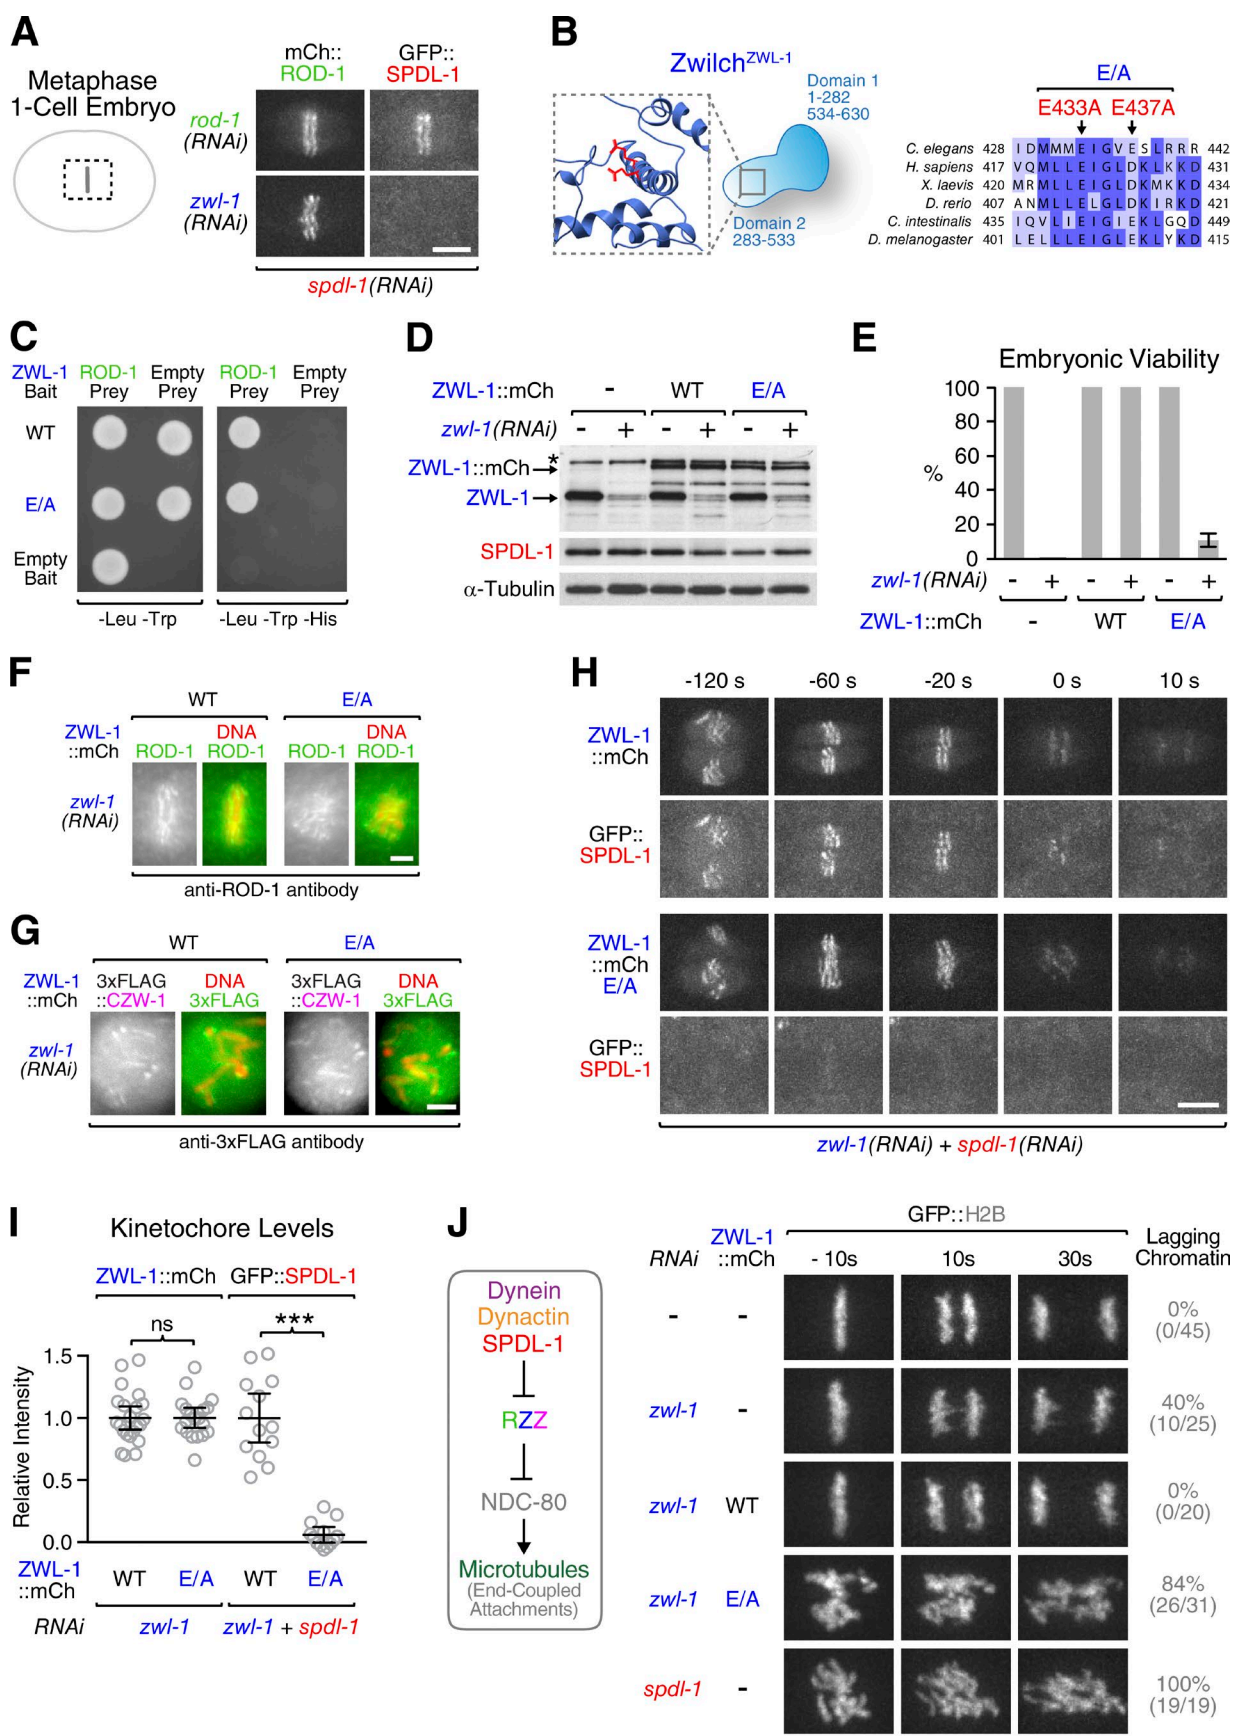 A
Metaphase
1-Cell Embryo
mCh::
ROD-1
GFP::
SPDL-1
rod-1
(RNAi)
zwl-1
(RNAi)
spdl-1(RNAi)
B
Zwilch^ZWL-1
Domain 1
1-282
534-630
Domain 2
283-533
E/A
E433A E437A
C. elegans 428 IDMMMEIGVESLRRR 442
H. sapiens 417 VQMLLEIGLDKLKKD 431
X. laevis 420 MRMLLEIGLDKMKKD 434
D. rerio 407 ANMLLELGLDKIRKD 421
C. intestinalis 435 IQVLIEIGIEKLGQD 449
D. melanogaster 401 LELLLEIGLEKLYKD 415
C
ZWL-1 Bait
ROD-1 Prey
Empty Prey
ROD-1 Prey
Empty Prey
WT
E/A
Empty Bait
-Leu -Trp
-Leu -Trp -His
D
ZWL-1::mCh - WT E/A
zwl-1(RNAi) - + - + - +
*
ZWL-1::mCh
ZWL-1
SPDL-1
α-Tubulin
E
Embryonic Viability
100
80
60
40
20
0
%
zwl-1(RNAi) - + - + - +
ZWL-1::mCh - WT E/A
F
WT E/A
ZWL-1
::mCh
ROD-1
DNA
ROD-1
ROD-1
DNA
ROD-1
zwl-1
(RNAi)
anti-ROD-1 antibody
G
WT E/A
ZWL-1
::mCh
3xFLAG
::CZW-1
DNA
3xFLAG
3xFLAG
::CZW-1
DNA
3xFLAG
zwl-1
(RNAi)
anti-3xFLAG antibody
H
-120 s -60 s -20 s 0 s 10 s
ZWL-1
::mCh
GFP::
SPDL-1
ZWL-1
::mCh
E/A
GFP::
SPDL-1
zwl-1(RNAi) + spdl-1(RNAi)
I
Kinetochore Levels
ZWL-1::mCh GFP::SPDL-1
ns
***
Relative Intensity
1.5
1.0
0.5
0.0
ZWL-1
::mCh
WT E/A WT E/A
RNAi zwl-1 zwl-1 + spdl-1
J
Dynein
Dynactin
SPDL-1
RZZ
NDC-80
Microtubules
(End-Coupled
Attachments)
GFP::H2B
RNAi
ZWL-1
::mCh
- 10s 10s 30s
Lagging
Chromatin
- -
0%
(0/45)
zwl-1 -
40%
(10/25)
zwl-1 WT
0%
(0/20)
zwl-1 E/A
84%
(26/31)
spdl-1 -
100%
(19/19)